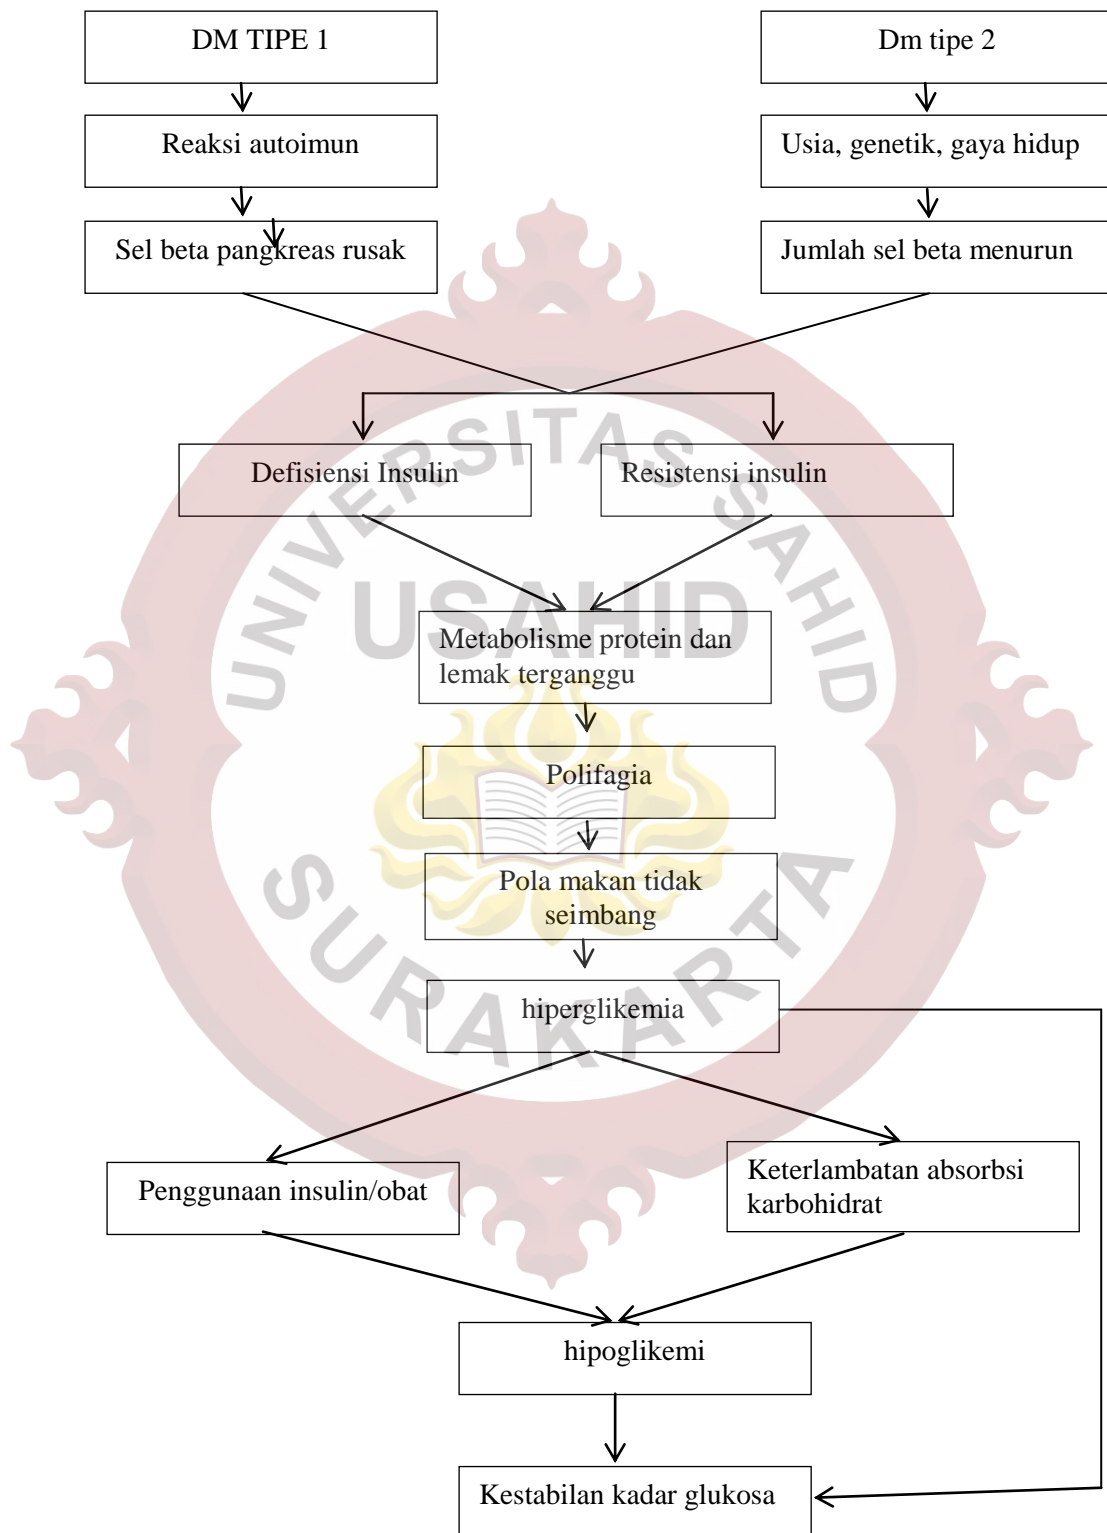 DM TIPE 1
Dm tipe 2
Reaksi autoimun
Usia, genetik, gaya hidup
Sel beta pangkreas rusak
Jumlah sel beta menurun
UNIVERSITAS SAHID
Defisiensi Insulin
Resistensi insulin
USAHID
Metabolisme protein dan
lemak terganggu
Polifagia
Pola makan tidak
seimbang
hiperglikemia
SURAKARTA
Penggunaan insulin/obat
Keterlambatan absorbsi
karbohidrat
hipoglikemi
Kestabilan kadar glukosa